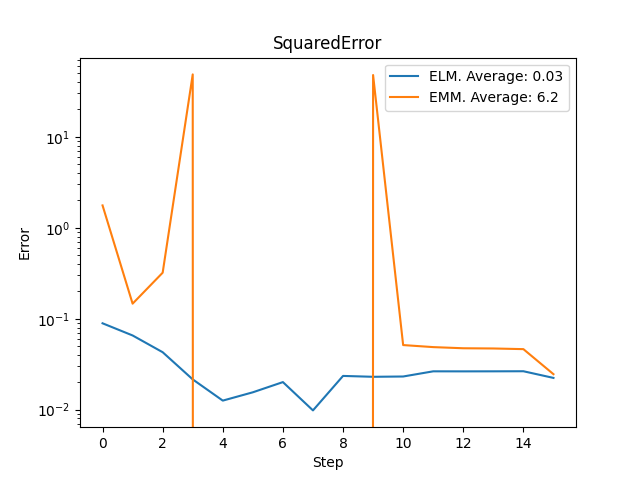 SquaredError
ELM. Average: 0.03
EMM. Average: 6.2
Error
10¹
10⁰
10⁻¹
10⁻²
0 2 4 6 8 10 12 14
Step